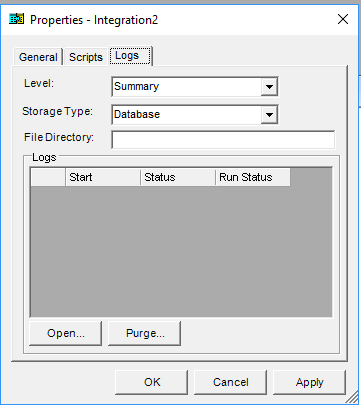 Properties - Integration2
General Scripts Logs
Level: Summary
Storage Type: Database
File Directory:
Logs
Start Status Run Status
Open... Purge...
OK Cancel Apply